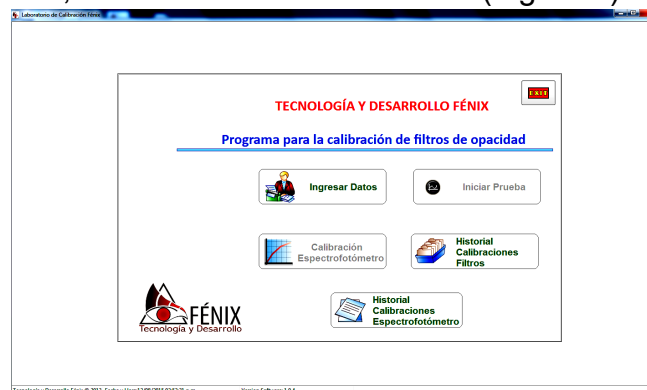 Laboratorio de Calibración Fénix
EXIT
TECNOLOGÍA Y DESARROLLO FÉNIX
Programa para la calibración de filtros de opacidad
Ingresar Datos
Iniciar Prueba
Calibración
Espectrofotómetro
Historial
Calibraciones
Filtros
Historial
Calibraciones
Espectrofotómetro
FÉNIX
Tecnología y Desarrollo